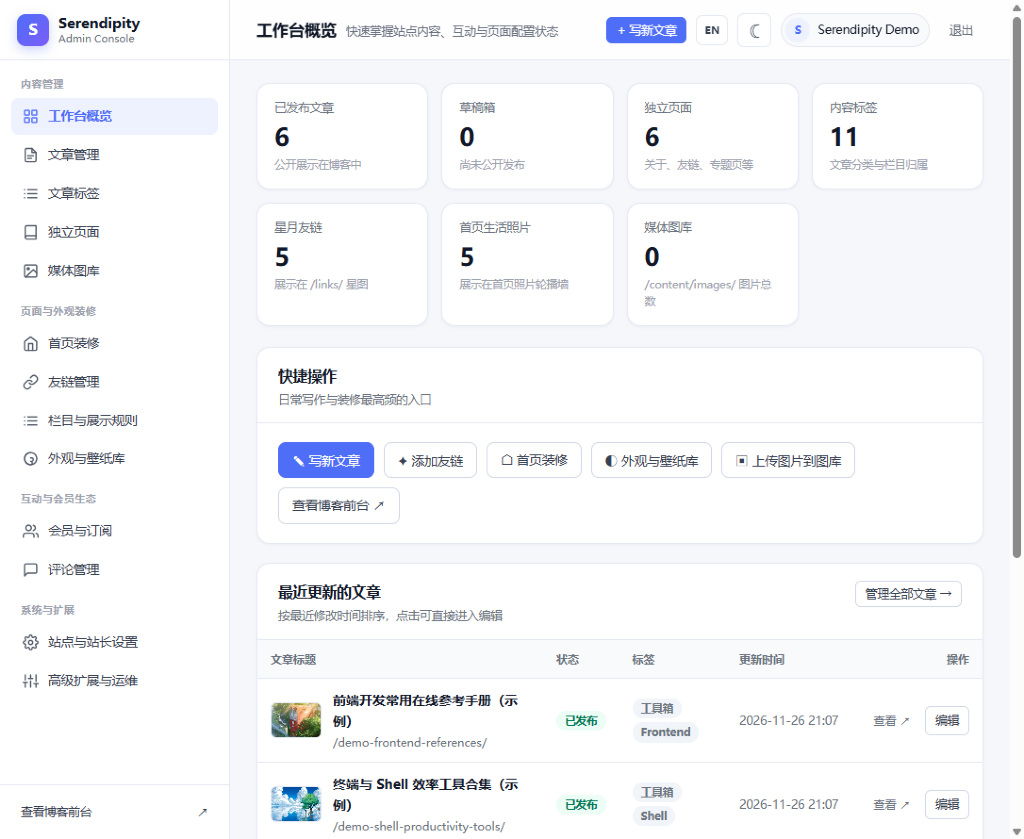 S
Serendipity
Admin Console
内容管理
工作台概览
文章管理
文章标签
独立页面
媒体图库
页面与外观装修
首页装修
友链管理
栏目与展示规则
外观与壁纸库
互动与会员生态
会员与订阅
评论管理
系统与扩展
站点与站长设置
高级扩展与运维
查看博客前台 ↗
工作台概览 快速掌握站点内容、互动与页面配置状态
+ 写新文章 EN ☾ S Serendipity Demo 退出
已发布文章
6
公开展示在博客中
草稿箱
0
尚未公开发布
独立页面
6
关于、友链、专题页等
内容标签
11
文章分类与栏目归属
星月友链
5
展示在 /links/ 星图
首页生活照片
5
展示在首页照片轮播墙
媒体图库
0
/content/images/ 图片总
数
快捷操作
日常写作与装修最高频的入口
✎ 写新文章 ✦ 添加友链 ☖ 首页装修 ◐ 外观与壁纸库 ▣ 上传图片到图库
查看博客前台 ↗
最近更新的文章
按最近修改时间排序，点击可直接进入编辑
管理全部文章 →
文章标题 状态 标签 更新时间 操作
前端开发常用在线参考手册（示
例）
/demo-frontend-references/
已发布
工具箱
Frontend
2026-11-26 21:07
查看 ↗ 编辑
终端与 Shell 效率工具合集（示
例）
/demo-shell-productivity-tools/
已发布
工具箱
Shell
2026-11-26 21:07
查看 ↗ 编辑